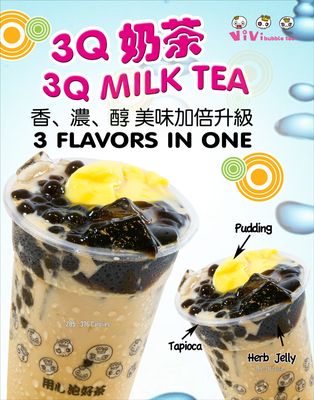 ViVi bubble tea
3Q 奶茶
3Q MILK TEA
香、濃、醇 美味加倍升級
3 FLAVORS IN ONE
Pudding
Tapioca
Herb Jelly
用心泡好茶